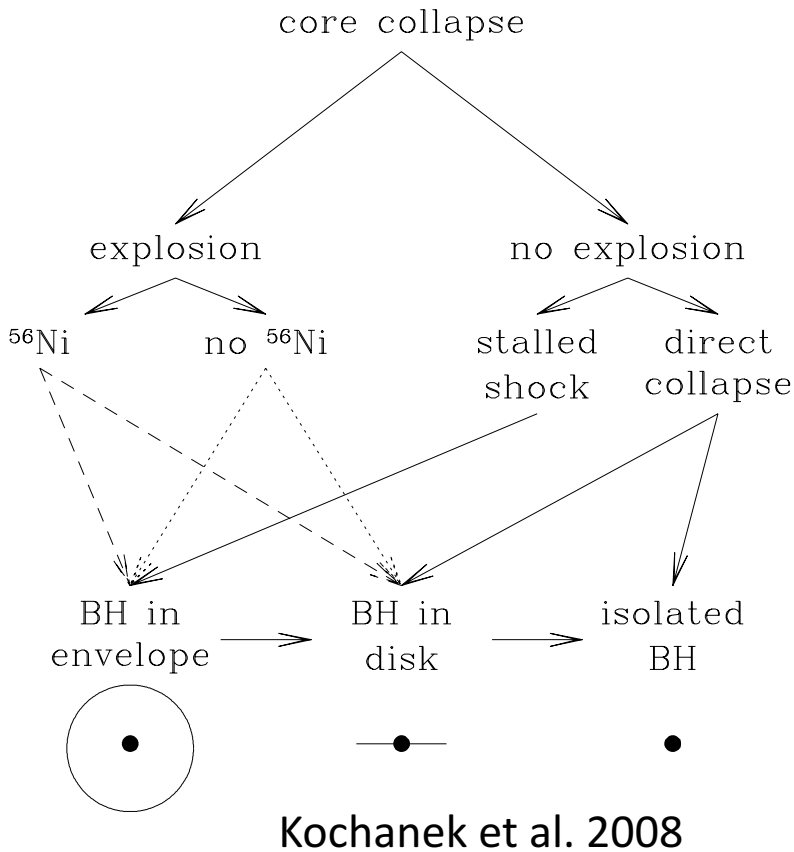 core collapse
explosion
no explosion
⁵⁶Ni
no ⁵⁶Ni
stalled
shock
direct
collapse
BH in
envelope
BH in
disk
isolated
BH
Kochanek et al. 2008